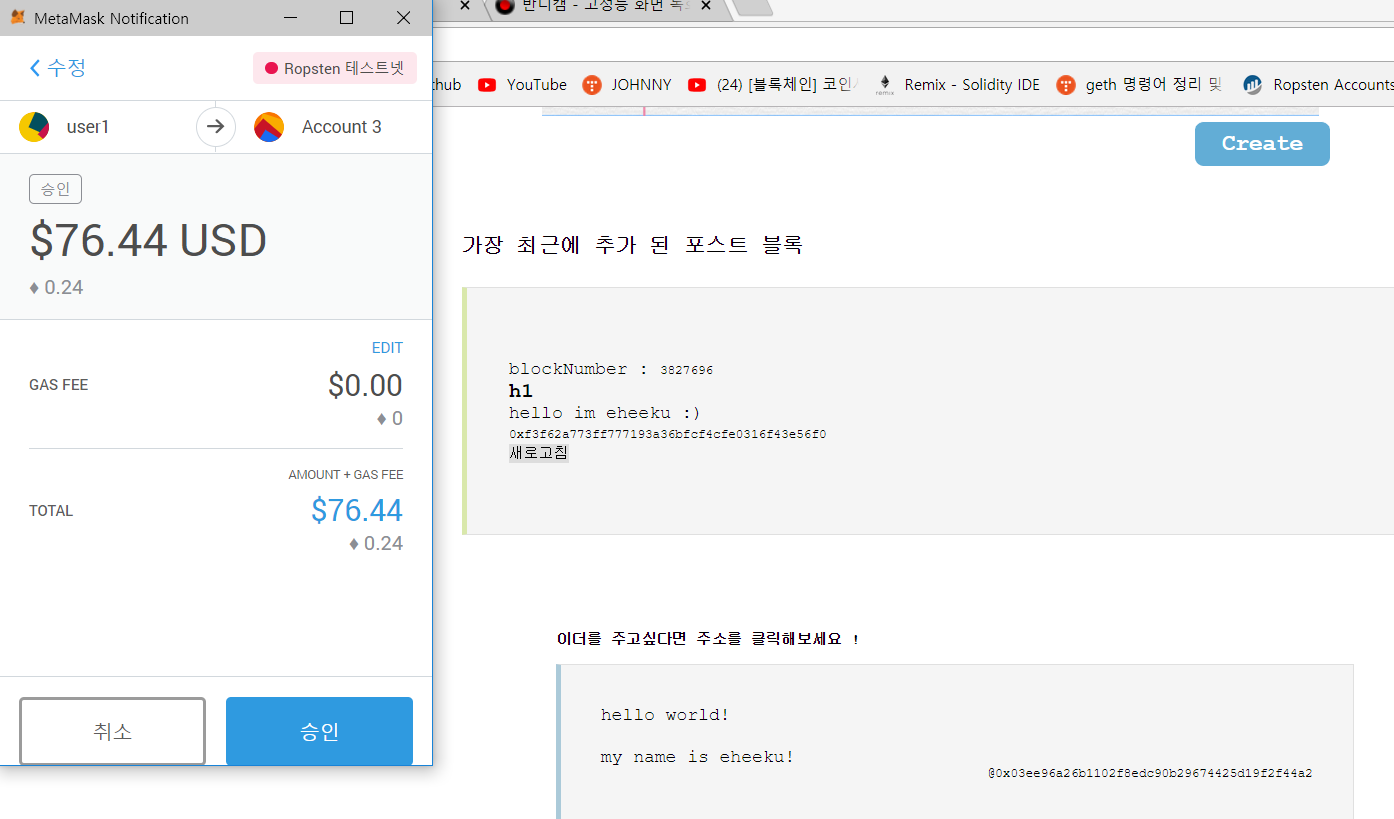 MetaMask Notification
수정
Ropsten 테스트넷
user1
Account 3
승인
$76.44 USD
0.24
EDIT
GAS FEE
$0.00
0
AMOUNT + GAS FEE
TOTAL
$76.44
0.24
취소
승인
반디캠 - 고성능 화면 녹
thub
YouTube
JOHNNY
(24) [블록체인] 코인
remix
Remix - Solidity IDE
geth 명령어 정리 및
Ropsten Accounts
Create
가장 최근에 추가 된 포스트 블록
blockNumber : 3827696
h1
hello im eheeku :)
0xf3f62a773ff777193a36bfcf4cfe0316f43e56f0
새로고침
이더를 주고싶다면 주소를 클릭해보세요 !
hello world!
my name is eheeku!
@0x03ee96a26b1102f8edc90b29674425d19f2f44a2